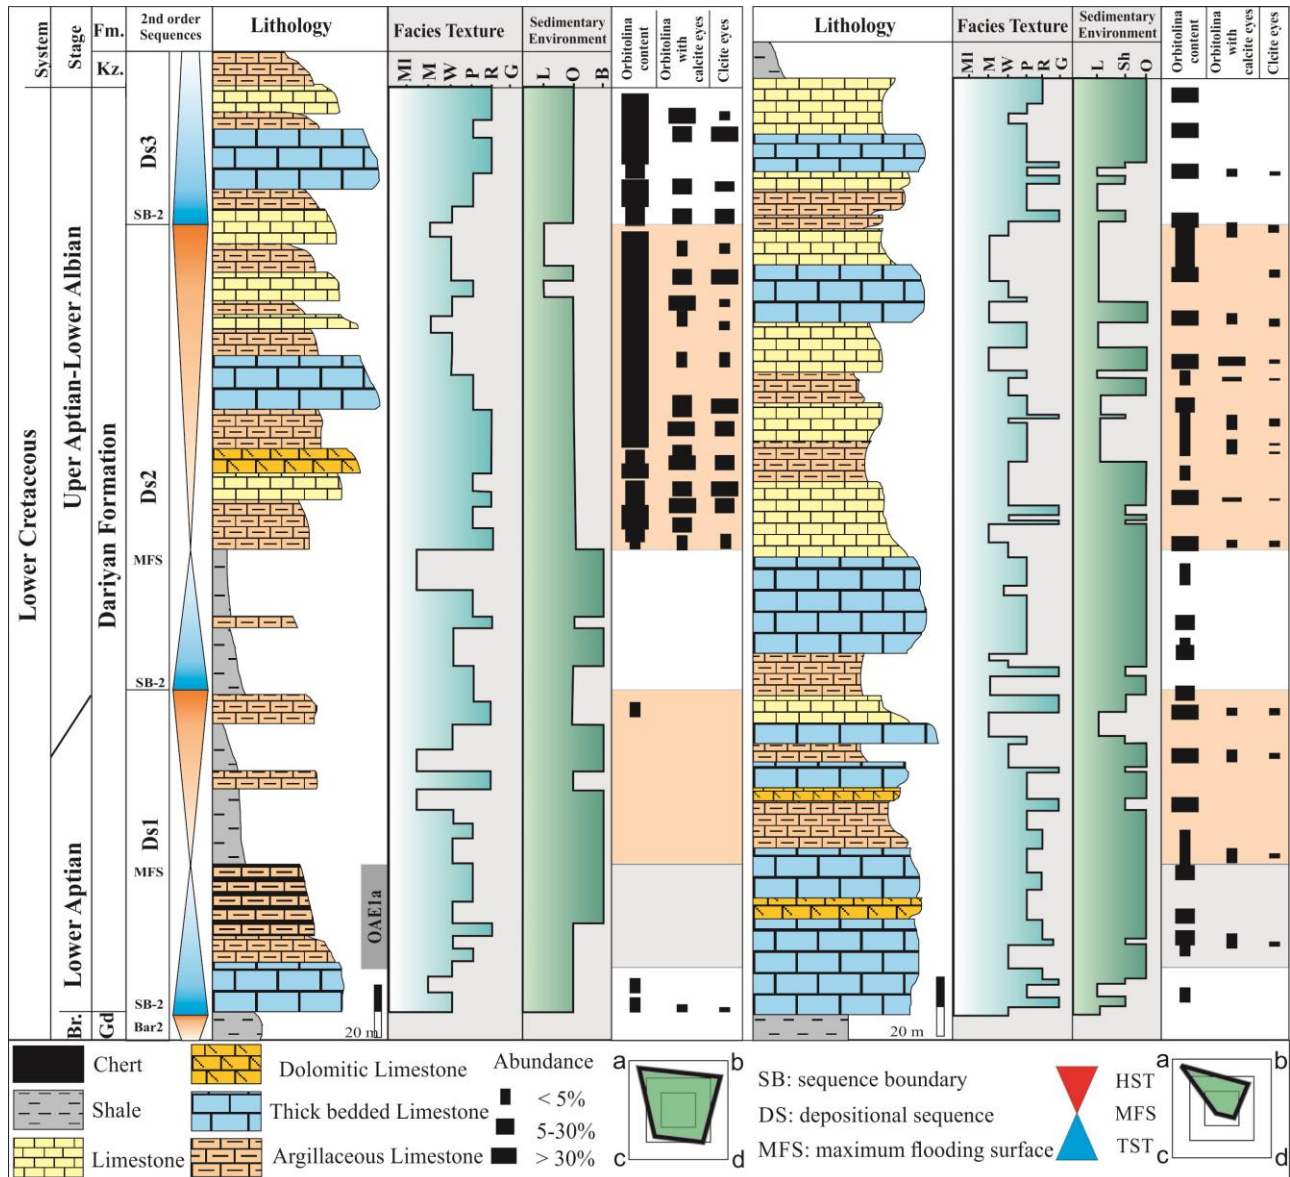 System
Stage
Fm.
2nd order
Sequences
Lithology
Facies Texture
Sedimentary
Environment
Orbitolina
content
Orbitolina
with
calcite eyes
Clcite eyes
Ml M W P R G
L O B
Lithology
Facies Texture
Sedimentary
Environment
Orbitolina
content
Orbitolina
with
calcite eyes
Clcite eyes
Ml M W P R G
L Sh O
Kz.
Lower Cretaceous
Uper Aptian-Lower Albian
Dariyan Formation
Ds3
SB-2
Ds2
MFS
SB-2
Ds1
MFS
Lower Aptian
OAE1a
SB-2
Br.
Gd
Bar2
20 m
20 m
Chert
Shale
Limestone
Dolomitic Limestone
Thick bedded Limestone
Argillaceous Limestone
Abundance
< 5%
5-30%
> 30%
a b
c d
SB: sequence boundary
DS: depositional sequence
MFS: maximum flooding surface
HST
MFS
TST
a b
c d